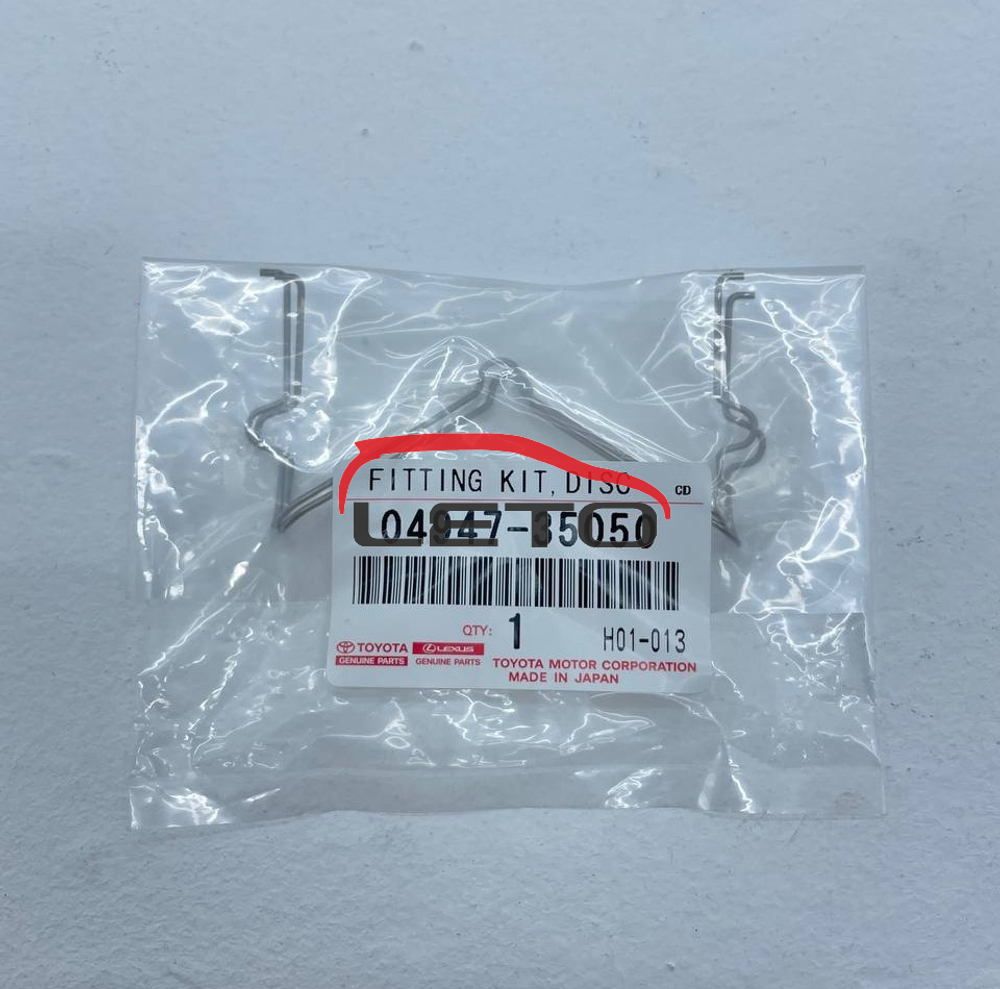 FITTING KIT, DISC CD
LETO
04947-35050
QTY: 1 H01-013
TOYOTA LEXUS
GENUINE PARTS GENUINE PARTS
TOYOTA MOTOR CORPORATION
MADE IN JAPAN